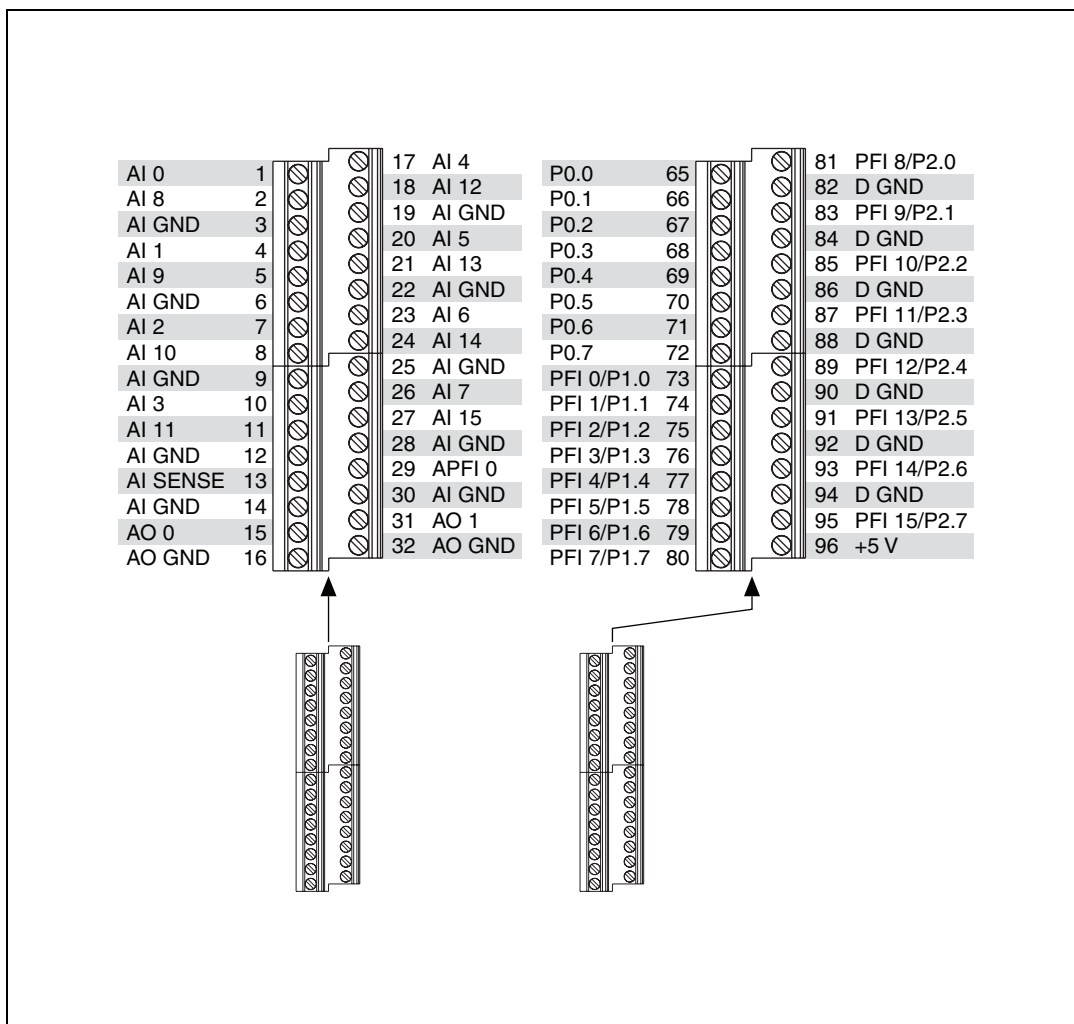 AI 0 1
AI 8 2
AI GND 3
AI 1 4
AI 9 5
AI GND 6
AI 2 7
AI 10 8
AI GND 9
AI 3 10
AI 11 11
AI GND 12
AI SENSE 13
AI GND 14
AO 0 15
AO GND 16
17 AI 4
18 AI 12
19 AI GND
20 AI 5
21 AI 13
22 AI GND
23 AI 6
24 AI 14
25 AI GND
26 AI 7
27 AI 15
28 AI GND
29 APFI 0
30 AI GND
31 AO 1
32 AO GND
P0.0 65
P0.1 66
P0.2 67
P0.3 68
P0.4 69
P0.5 70
P0.6 71
P0.7 72
PFI 0/P1.0 73
PFI 1/P1.1 74
PFI 2/P1.2 75
PFI 3/P1.3 76
PFI 4/P1.4 77
PFI 5/P1.5 78
PFI 6/P1.6 79
PFI 7/P1.7 80
81 PFI 8/P2.0
82 D GND
83 PFI 9/P2.1
84 D GND
85 PFI 10/P2.2
86 D GND
87 PFI 11/P2.3
88 D GND
89 PFI 12/P2.4
90 D GND
91 PFI 13/P2.5
92 D GND
93 PFI 14/P2.6
94 D GND
95 PFI 15/P2.7
96 +5 V